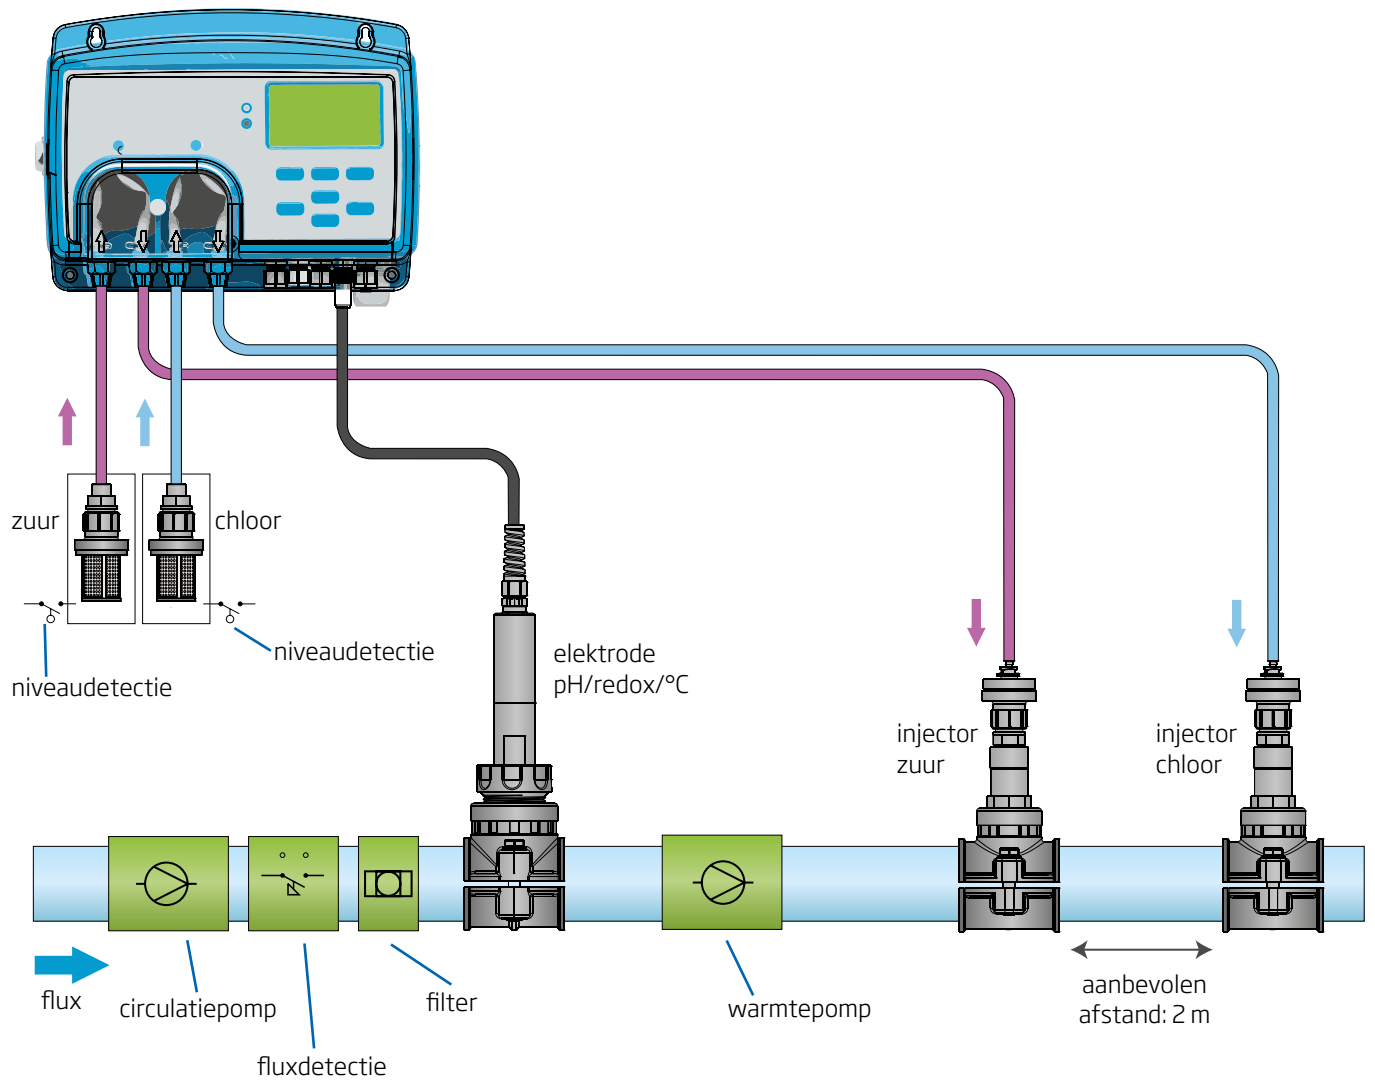 zuur
chloor
niveaudetectie
niveaudetectie
elektrode
pH/redox/°C
injector
zuur
injector
chloor
flux
circulatiepomp
fluxdetectie
filter
warmtepomp
aanbevolen
afstand: 2 m